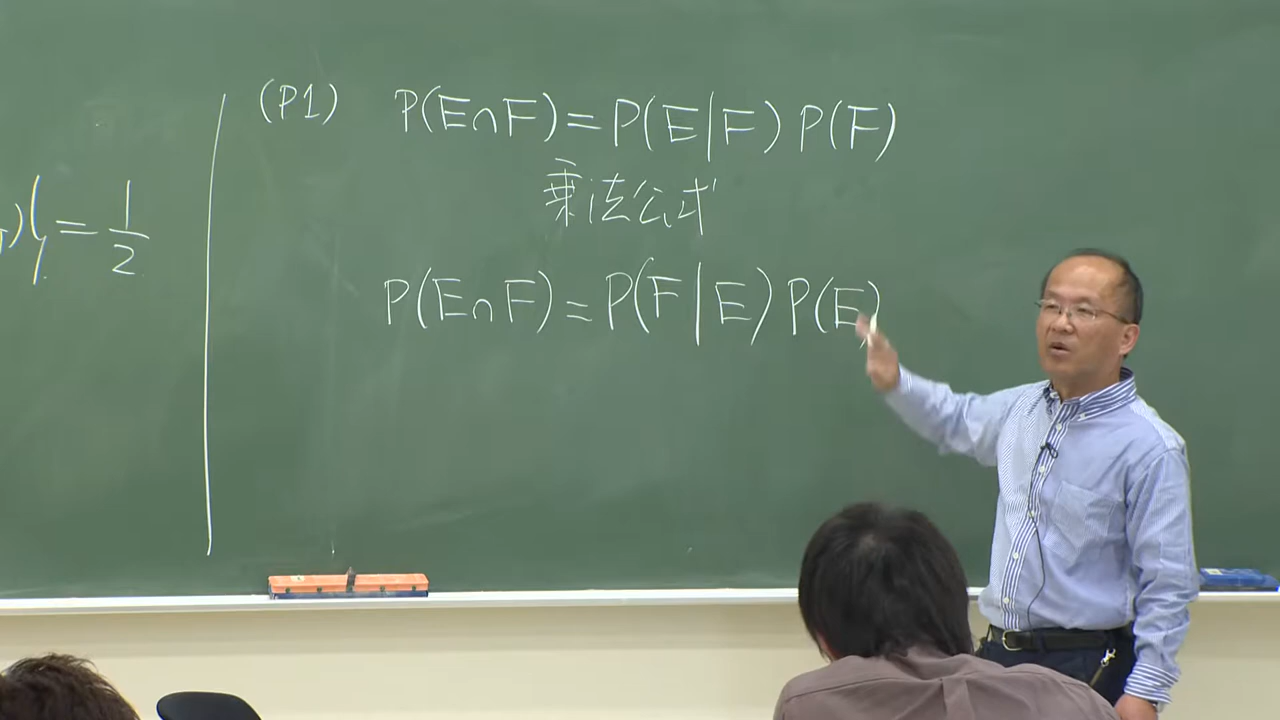 ) } = 1/2
(P1) P(E∩F) = P(E|F) P(F)
乗法公式
P(E∩F) = P(F|E) P(E)